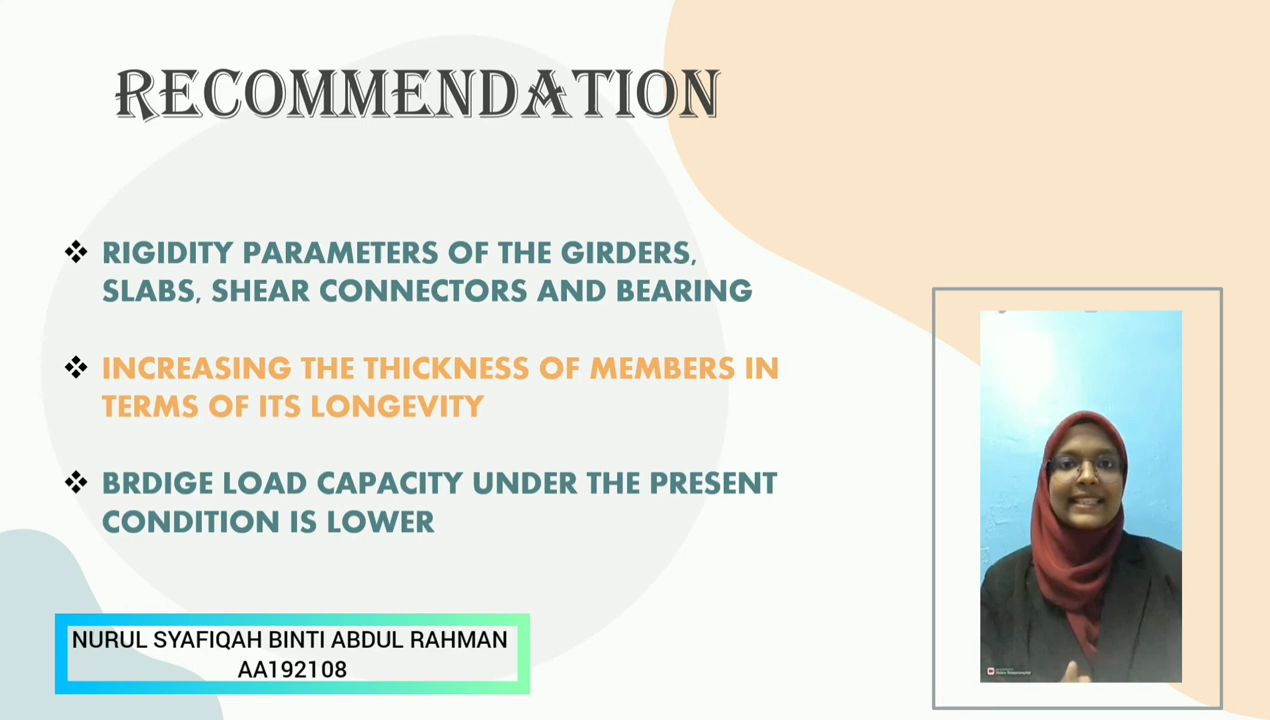 RECOMMENDATION
RIGIDITY PARAMETERS OF THE GIRDERS,
SLABS, SHEAR CONNECTORS AND BEARING
INCREASING THE THICKNESS OF MEMBERS IN
TERMS OF ITS LONGEVITY
BRDIGE LOAD CAPACITY UNDER THE PRESENT
CONDITION IS LOWER
NURUL SYAFIQAH BINTI ABDUL RAHMAN
AA192108